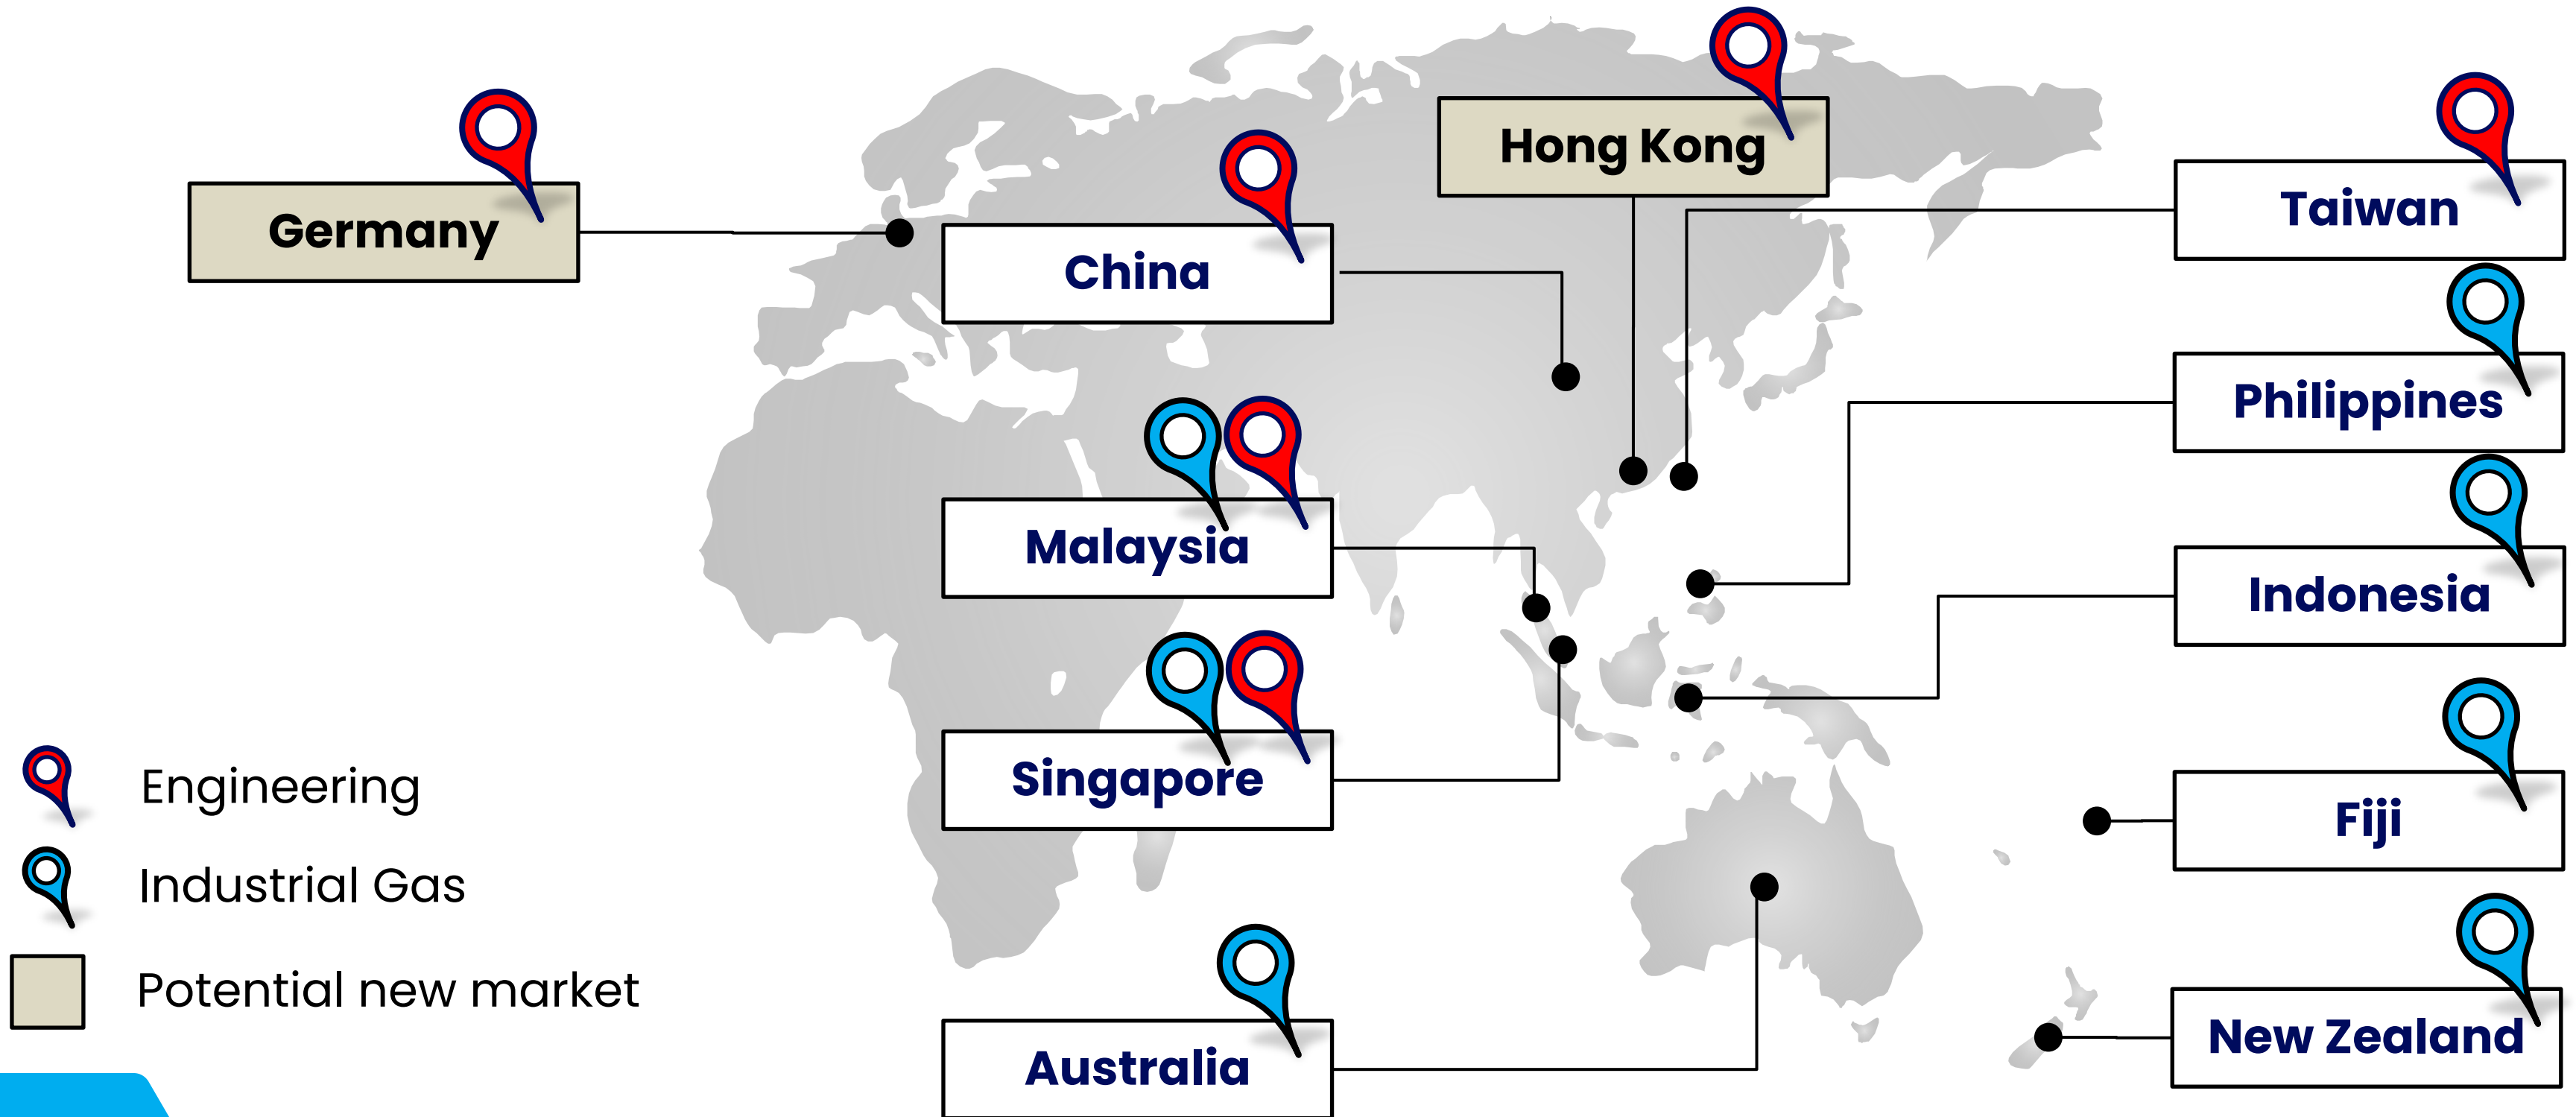 Hong Kong
Germany
Taiwan
China
Philippines
Malaysia
Indonesia
Singapore
Fiji
Australia
New Zealand
Engineering
Industrial Gas
Potential new market